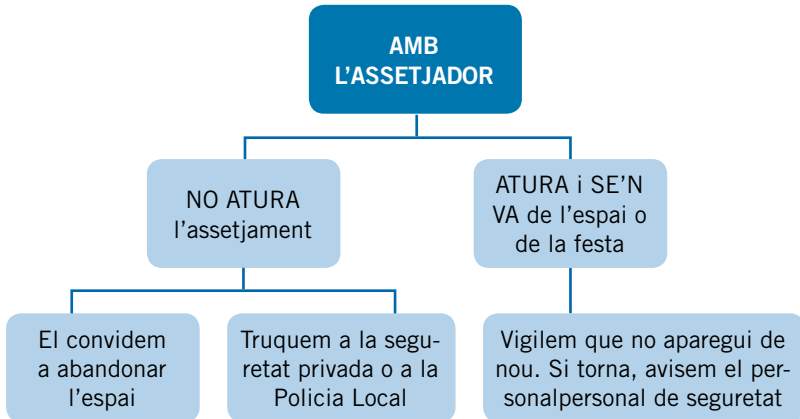 AMB
L'ASSETJADOR
NO ATURA
l'assetjament
ATURA i SE'N
VA de l'espai o
de la festa
El convidem
a abandonar
l'espai
Truquem a la segu-
retat privada o a la
Policia Local
Vigilem que no aparegui de
nou. Si torna, avisem el per-
sonalpersonal de seguretat